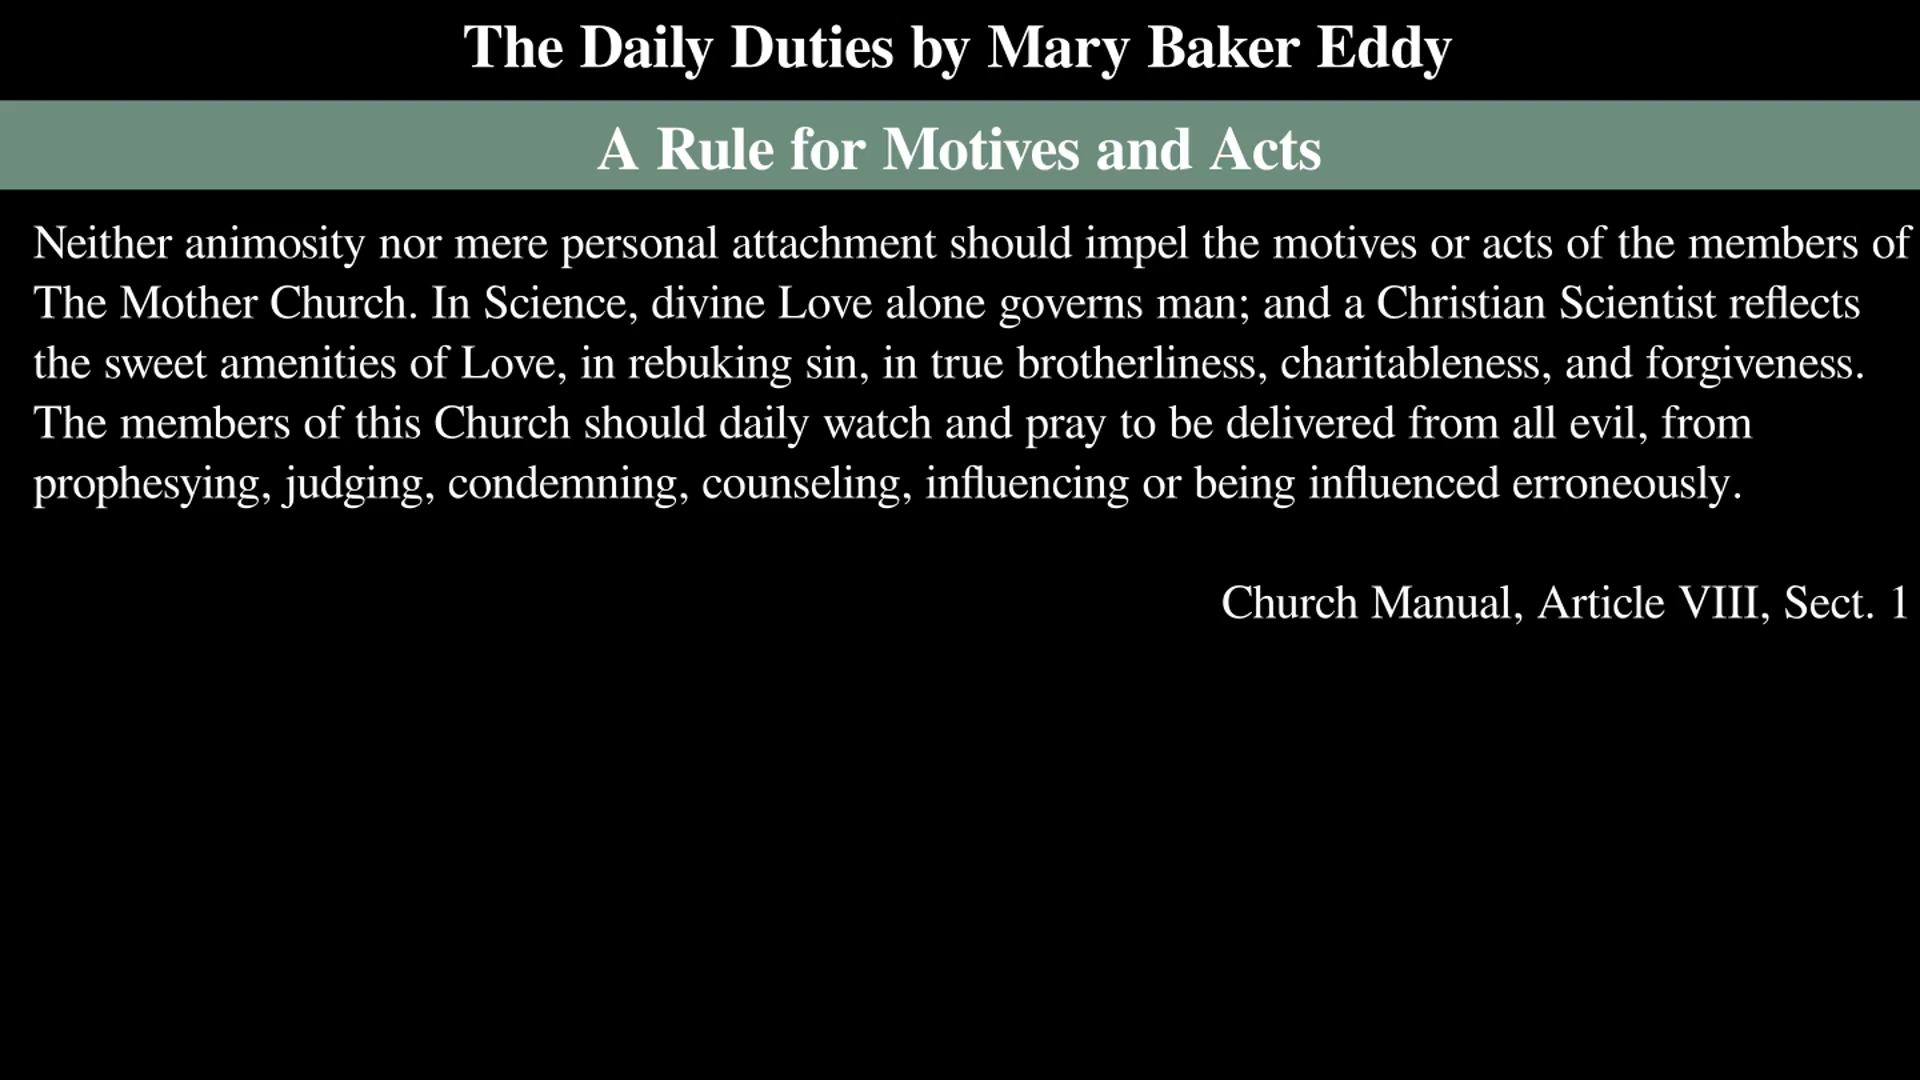 The Daily Duties by Mary Baker Eddy
A Rule for Motives and Acts
Neither animosity nor mere personal attachment should impel the motives or acts of the members of
The Mother Church. In Science, divine Love alone governs man; and a Christian Scientist reflects
the sweet amenities of Love, in rebuking sin, in true brotherliness, charitableness, and forgiveness.
The members of this Church should daily watch and pray to be delivered from all evil, from
prophesying, judging, condemning, counseling, influencing or being influenced erroneously.
Church Manual, Article VIII, Sect. 1